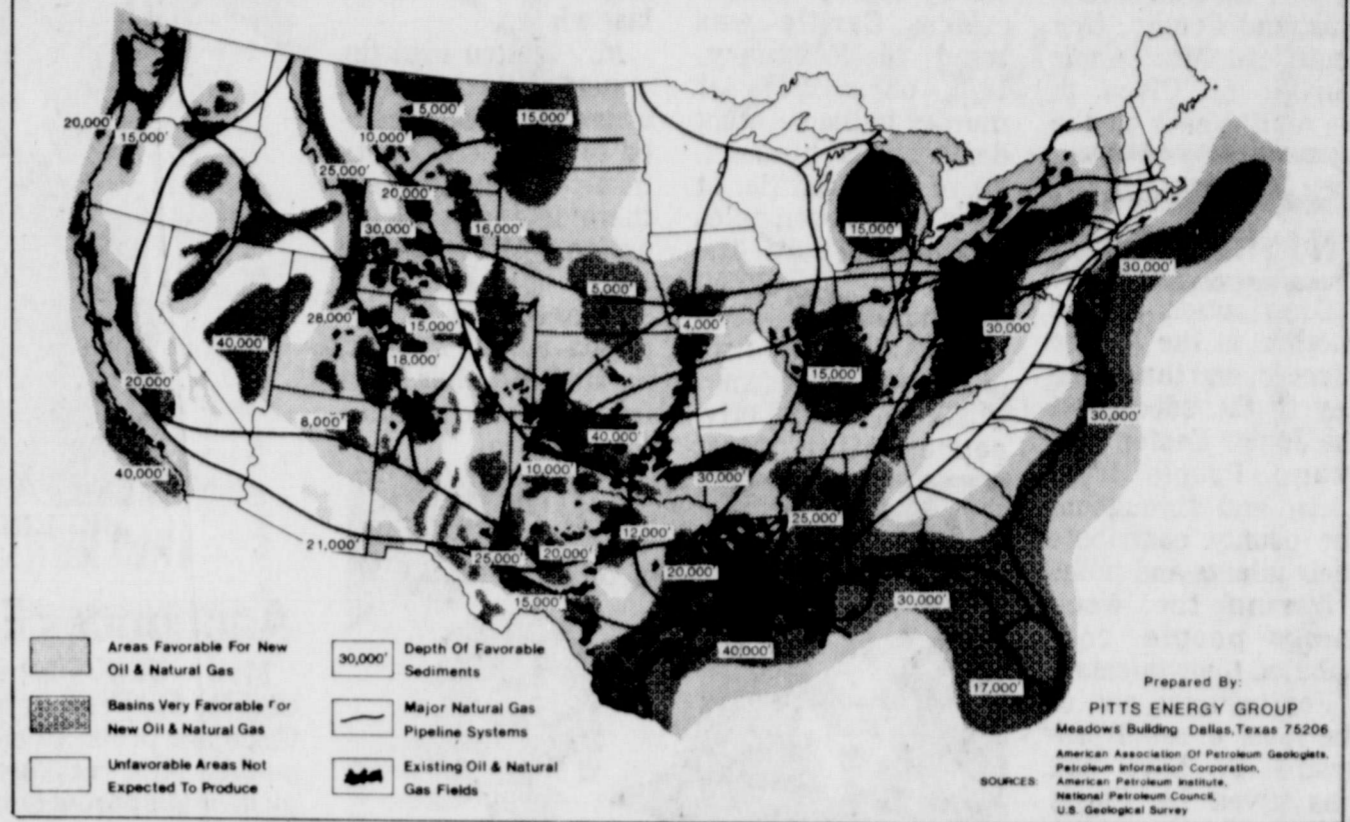 20,000'
15,000'
5,000'
10,000'
15,000'
25,000'
20,000'
30,000'
16,000'
15,000'
30,000'
5,000'
4,000'
28,000'
15,000'
40,000'
18,000'
30,000'
15,000'
20,000'
30,000'
8,000'
40,000'
40,000'
10,000'
30,000'
25,000'
12,000'
21,000'
25,000'
20,000'
20,000'
15,000'
30,000'
40,000'
17,000'
Areas Favorable For New
Oil & Natural Gas
Basins Very Favorable For
New Oil & Natural Gas
Unfavorable Areas Not
Expected To Produce
30,000'
Depth Of Favorable
Sediments
Major Natural Gas
Pipeline Systems
Existing Oil & Natural
Gas Fields
Prepared By:
PITTS ENERGY GROUP
Meadows Building Dallas, Texas 75206
SOURCES:
American Association Of Petroleum Geologists,
Petroleum Information Corporation,
American Petroleum Institute,
National Petroleum Council,
U.S. Geological Survey